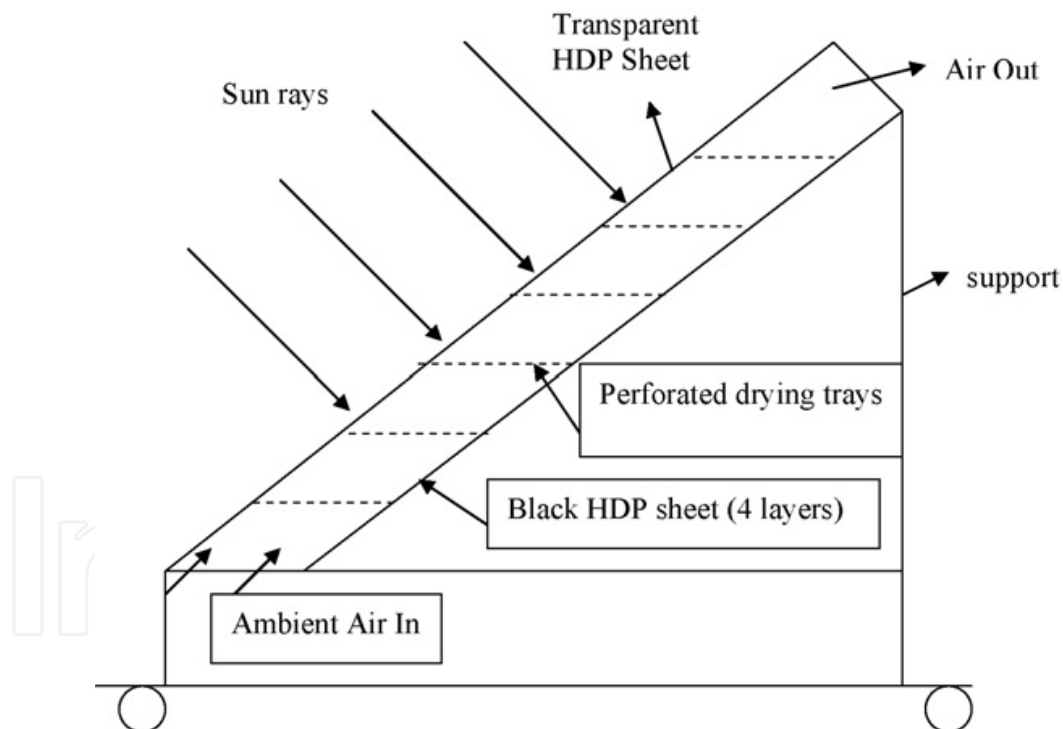 Transparent
HDP Sheet
Air Out
Sun rays
support
Perforated drying trays
Black HDP sheet (4 layers)
Ambient Air In